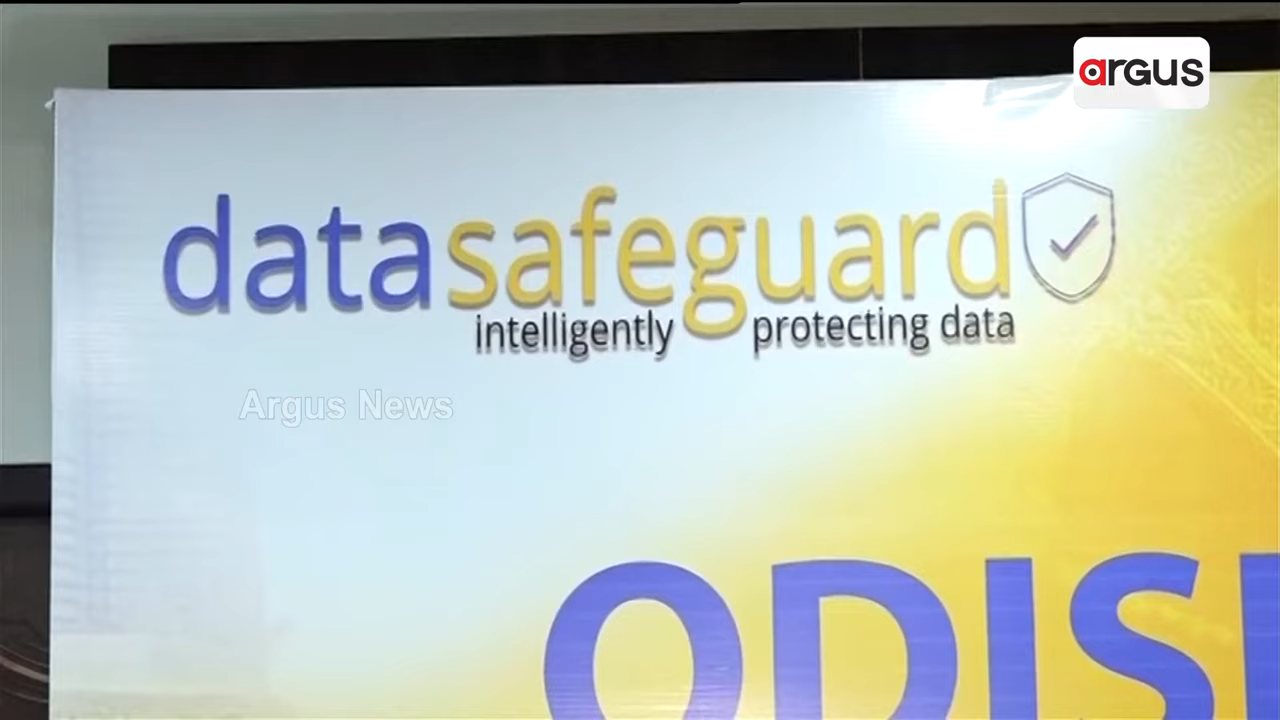 argus
datasafeguard
intelligently protecting data
Argus News